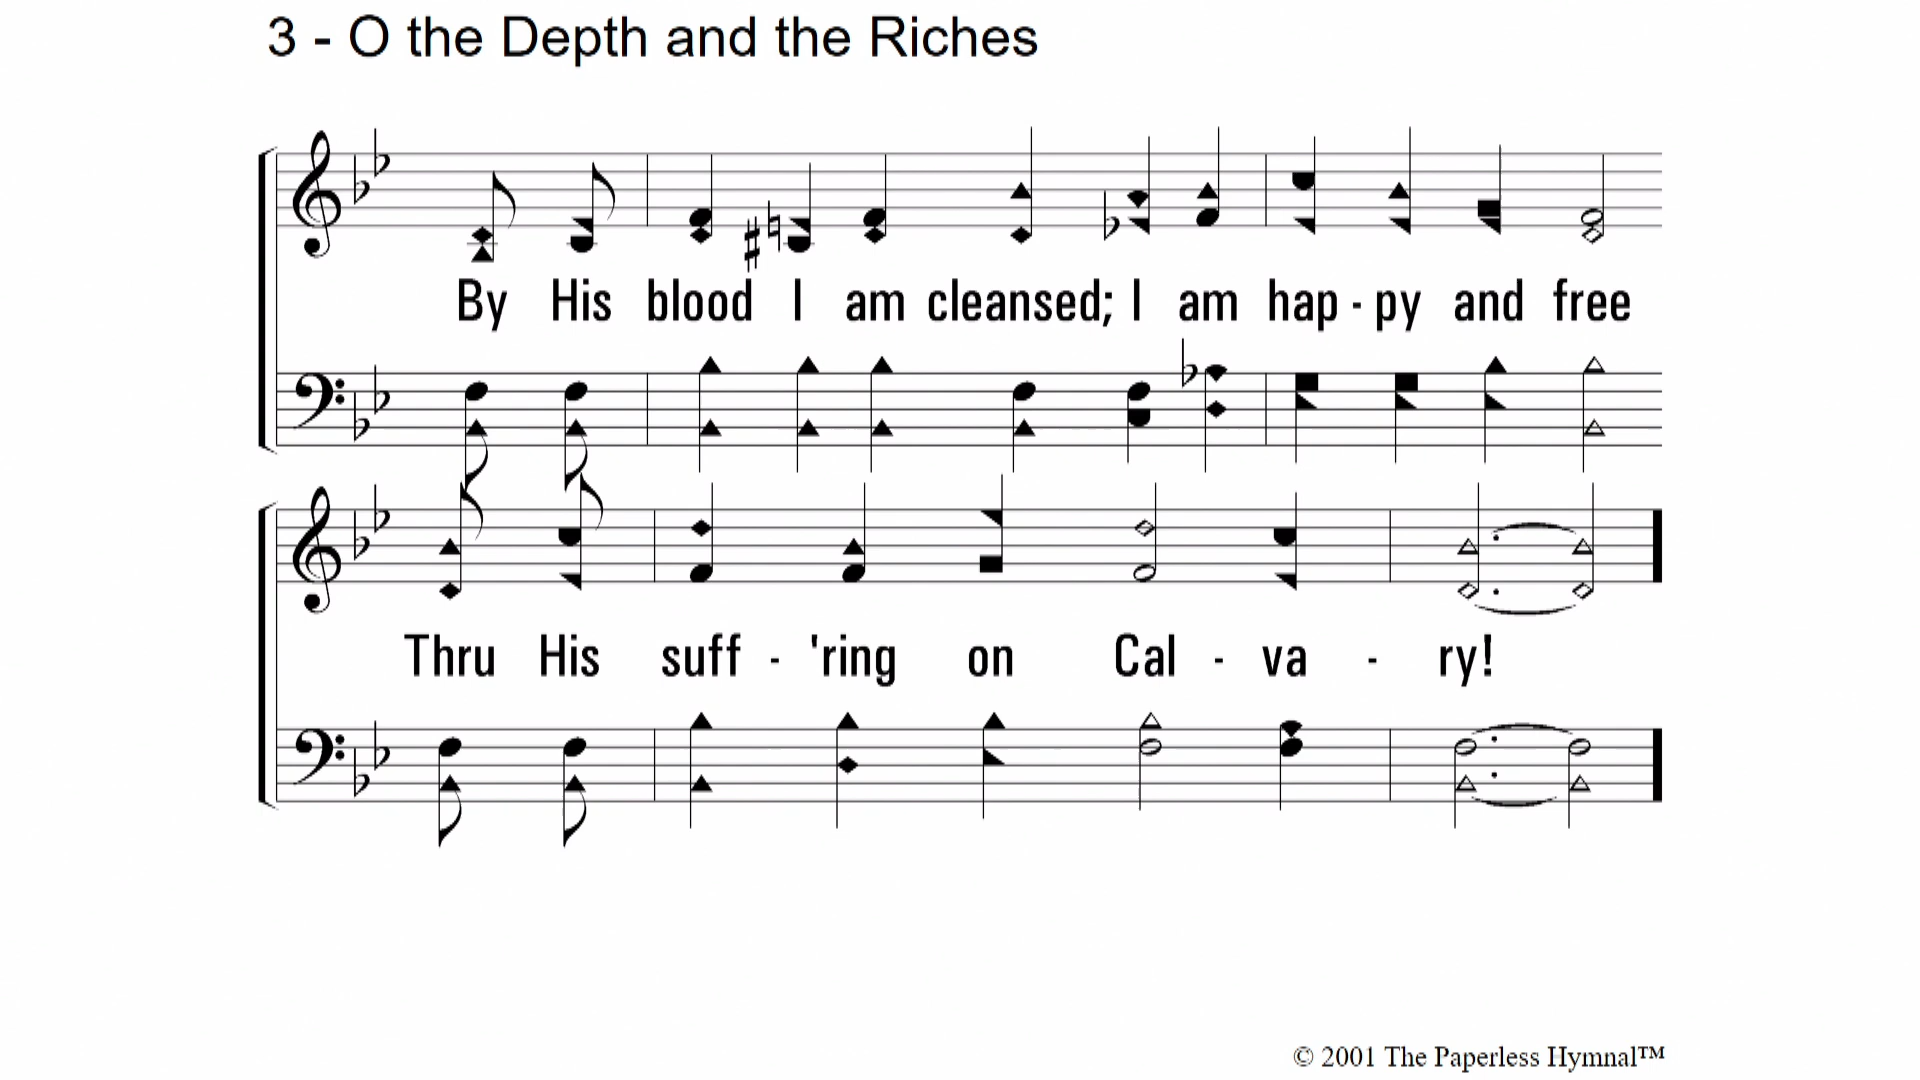 3 - O the Depth and the Riches
By His blood I am cleansed; I am hap - py and free
Thru His suff - 'ring on Cal - va - ry!
© 2001 The Paperless Hymnal™